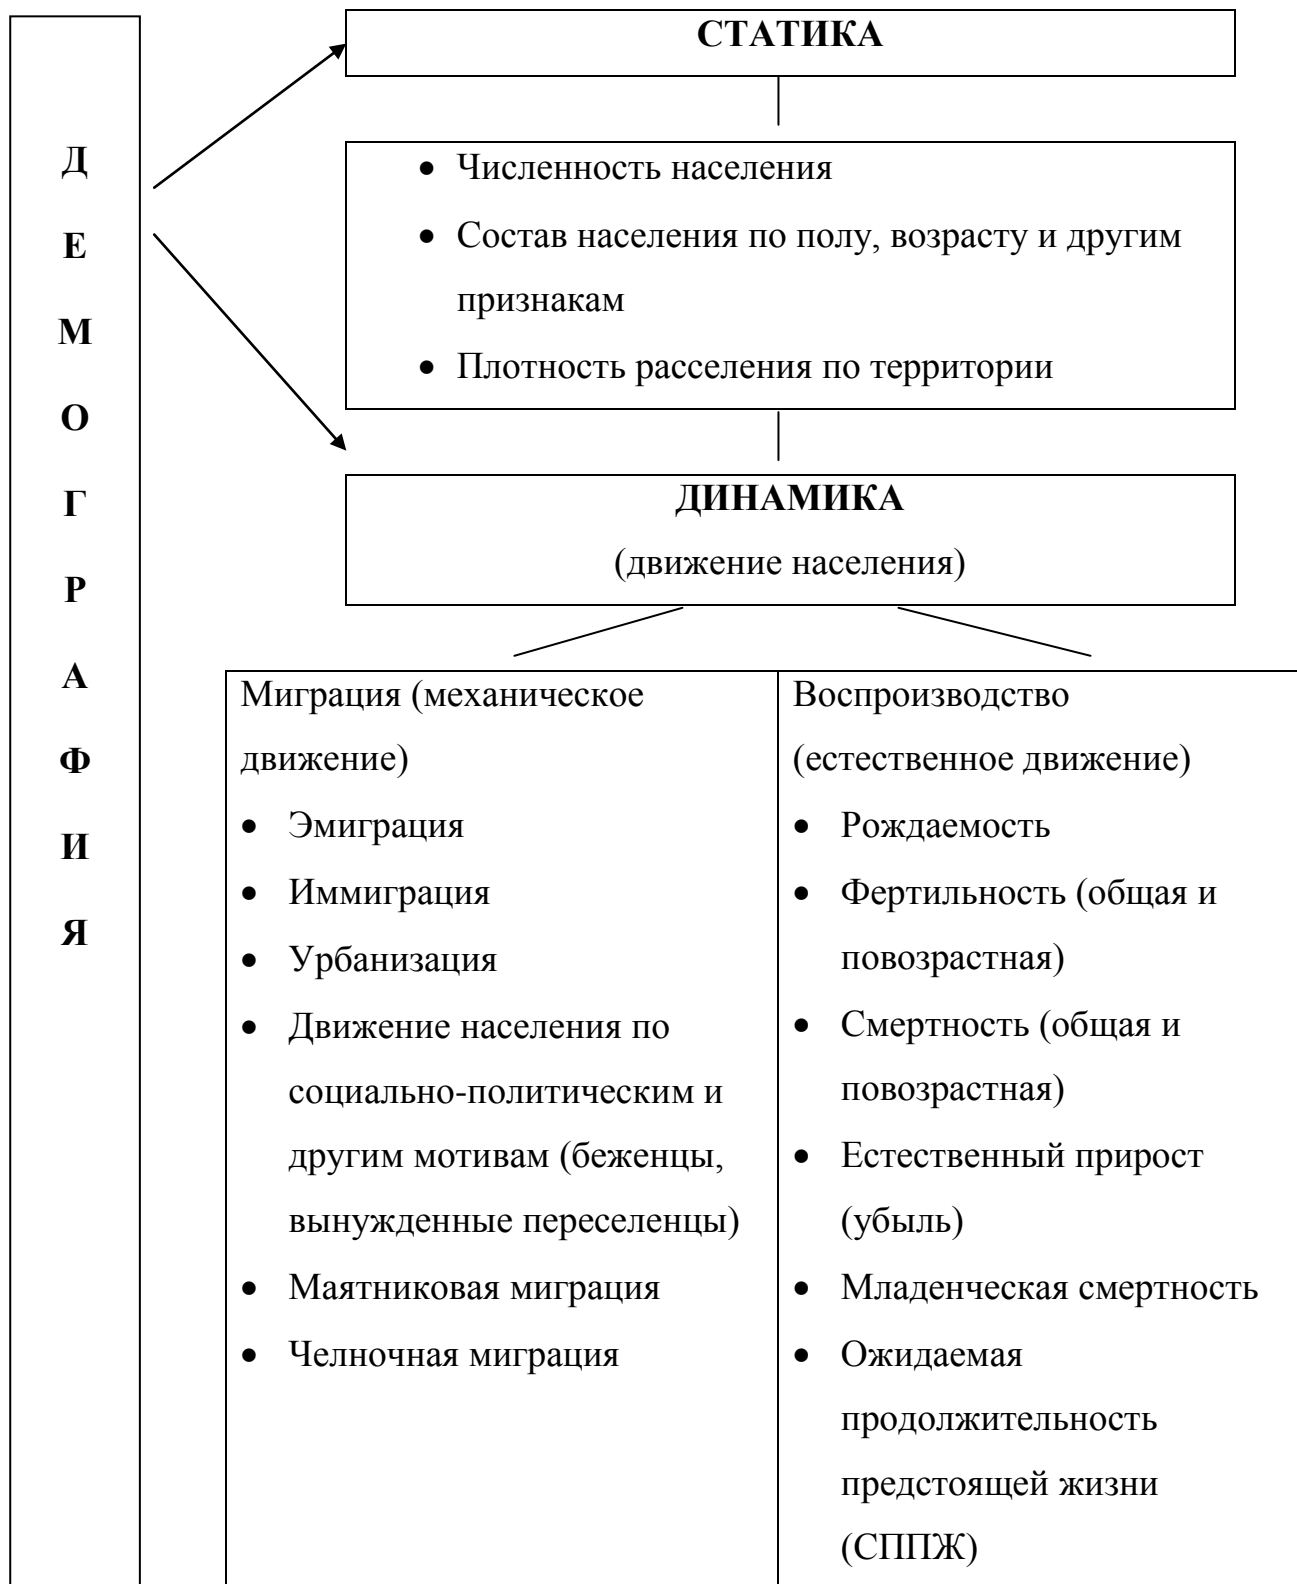 ДЕМОГРАФИЯ
СТАТИКА
• Численность населения
• Состав населения по полу, возрасту и другим
признакам
• Плотность расселения по территории
ДИНАМИКА
(движение населения)
Миграция (механическое
движение)
• Эмиграция
• Иммиграция
• Урбанизация
• Движение населения по
социально-политическим и
другим мотивам (беженцы,
вынужденные переселенцы)
• Маятниковая миграция
• Челночная миграция
Воспроизводство
(естественное движение)
• Рождаемость
• Фертильность (общая и
повозрастная)
• Смертность (общая и
повозрастная)
• Естественный прирост
(убыль)
• Младенческая смертность
• Ожидаемая
продолжительность
предстоящей жизни
(СППЖ)